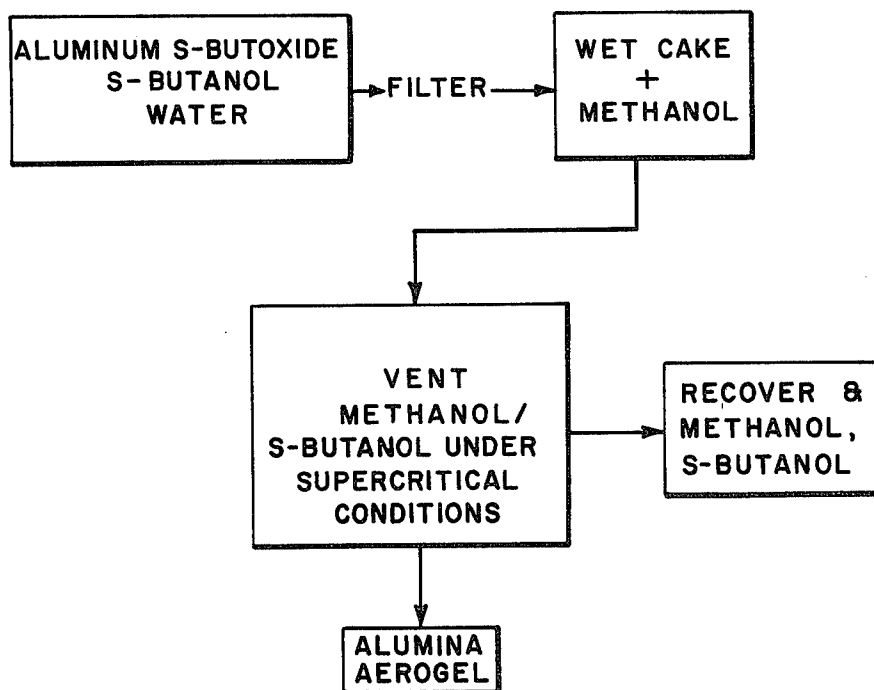 ALUMINUM S-BUTOXIDE
S-BUTANOL
WATER
FILTER
WET CAKE
+
METHANOL
VENT
METHANOL/
S-BUTANOL UNDER
SUPERCRITICAL
CONDITIONS
RECOVER &
METHANOL,
S-BUTANOL
ALUMINA
AEROGEL